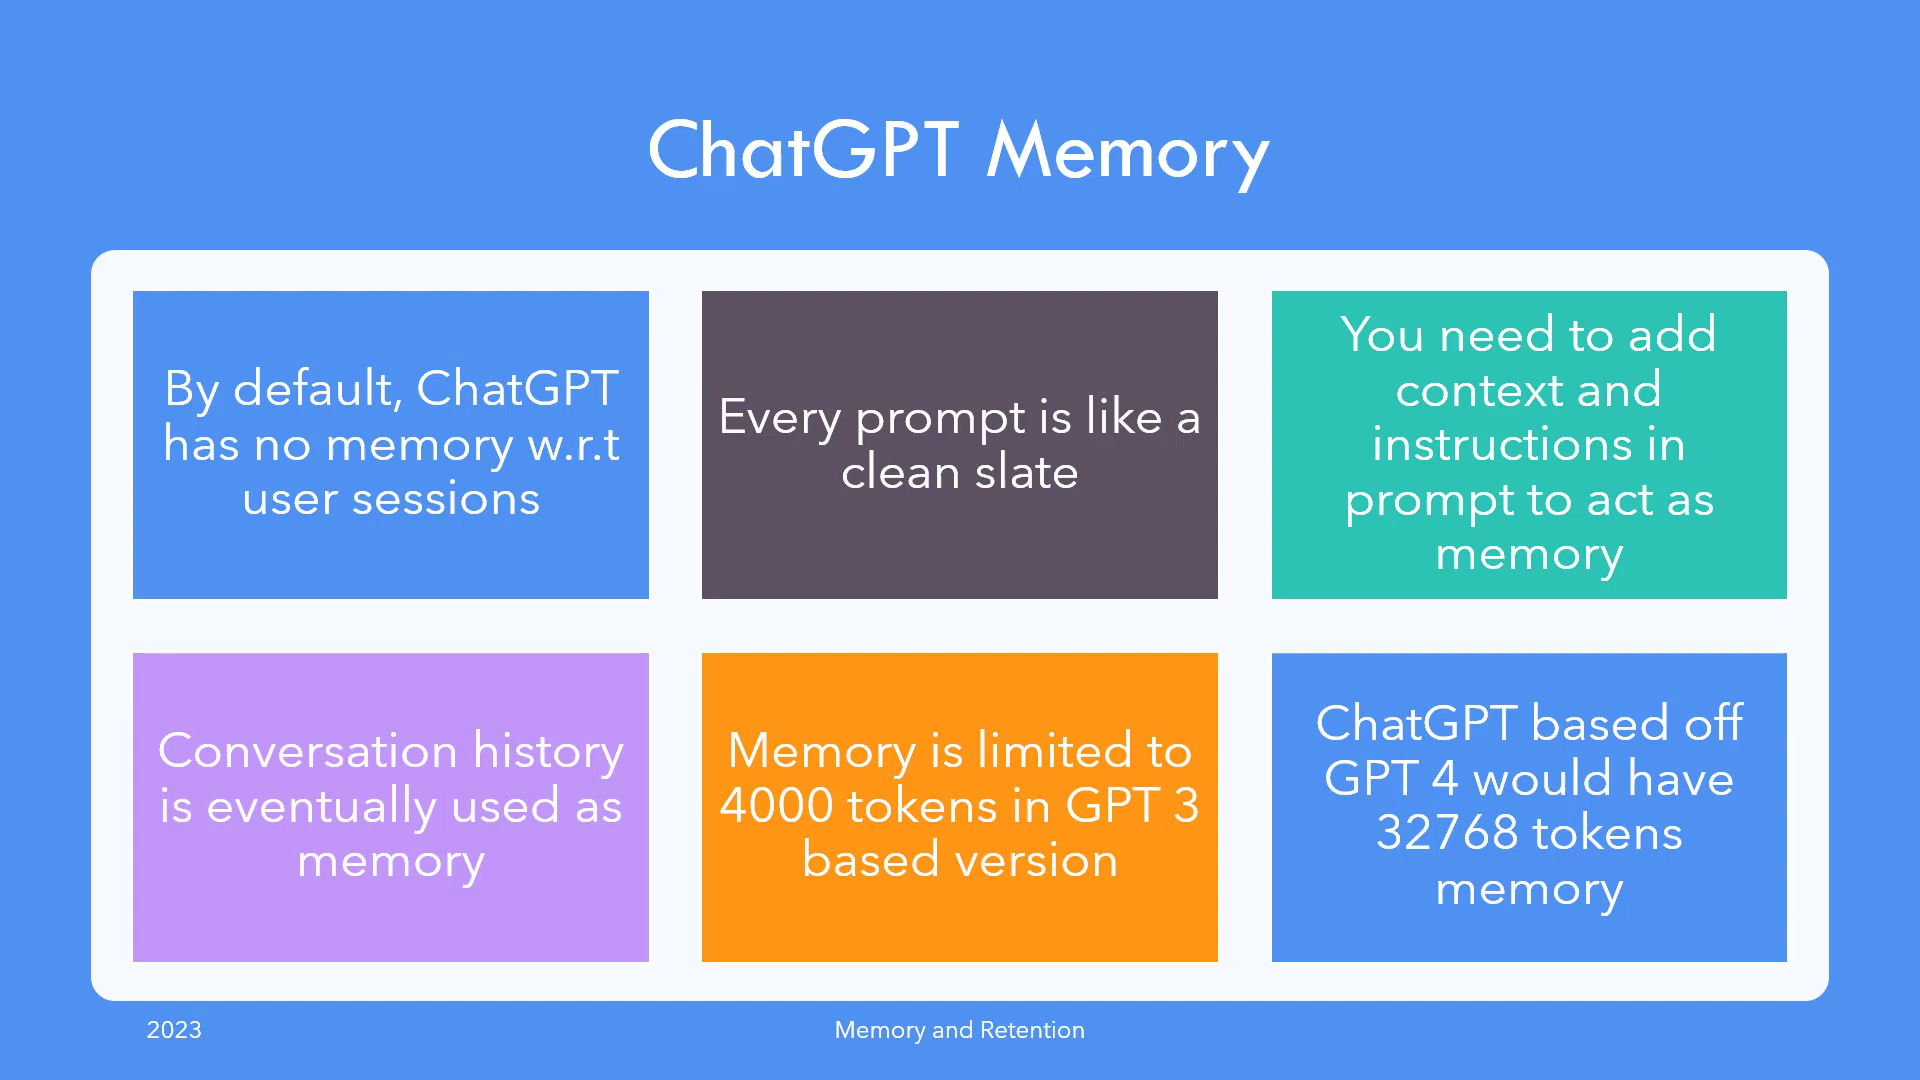 ChatGPT Memory
By default, ChatGPT
has no memory w.r.t
user sessions
Every prompt is like a
clean slate
You need to add
context and
instructions in
prompt to act as
memory
Conversation history
is eventually used as
memory
Memory is limited to
4000 tokens in GPT 3
based version
ChatGPT based off
GPT 4 would have
32768 tokens
memory
2023
Memory and Retention